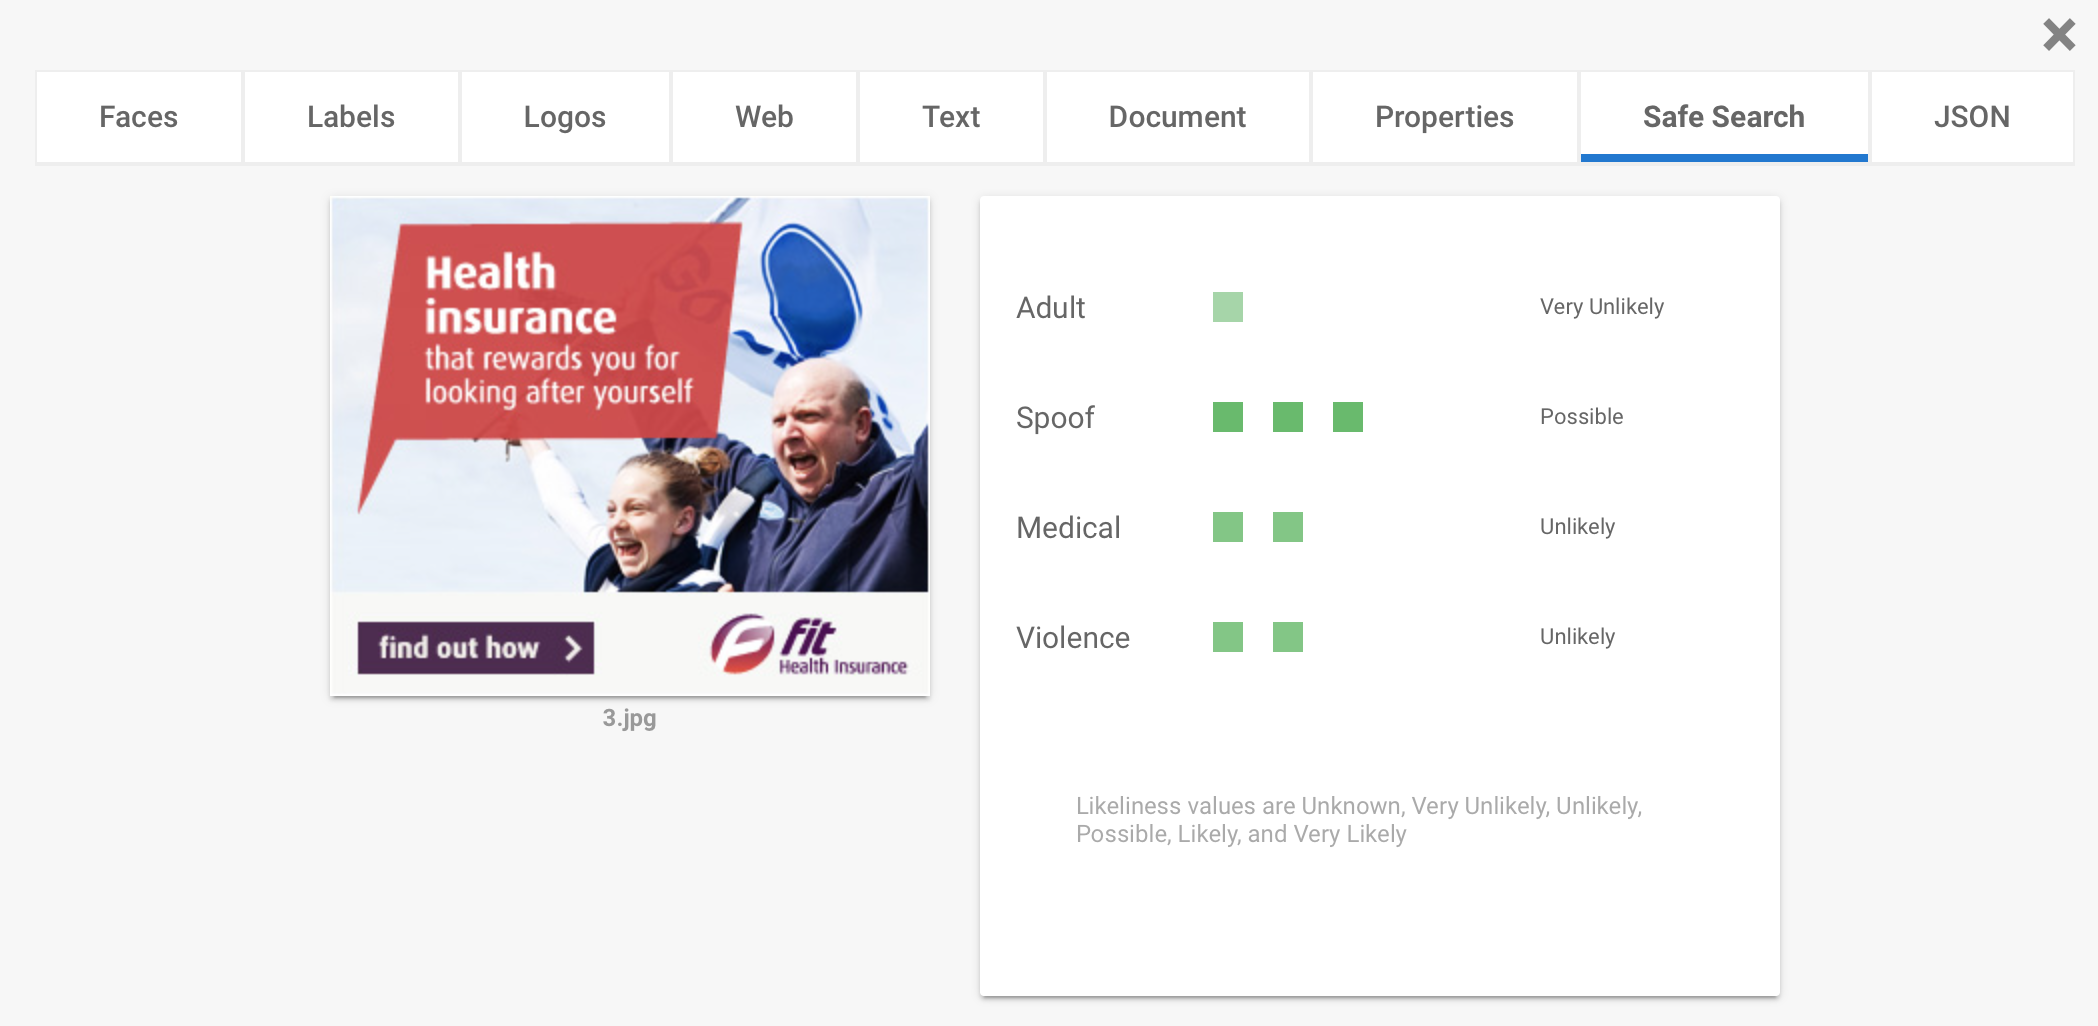 Faces
Labels
Logos
Web
Text
Document
Properties
Safe Search
JSON
Health
insurance
that rewards you for
looking after yourself
GO
find out how
fit
Health Insurance
3.jpg
Adult
Very Unlikely
Spoof
Possible
Medical
Unlikely
Violence
Unlikely
Likeliness values are Unknown, Very Unlikely, Unlikely,
Possible, Likely, and Very Likely